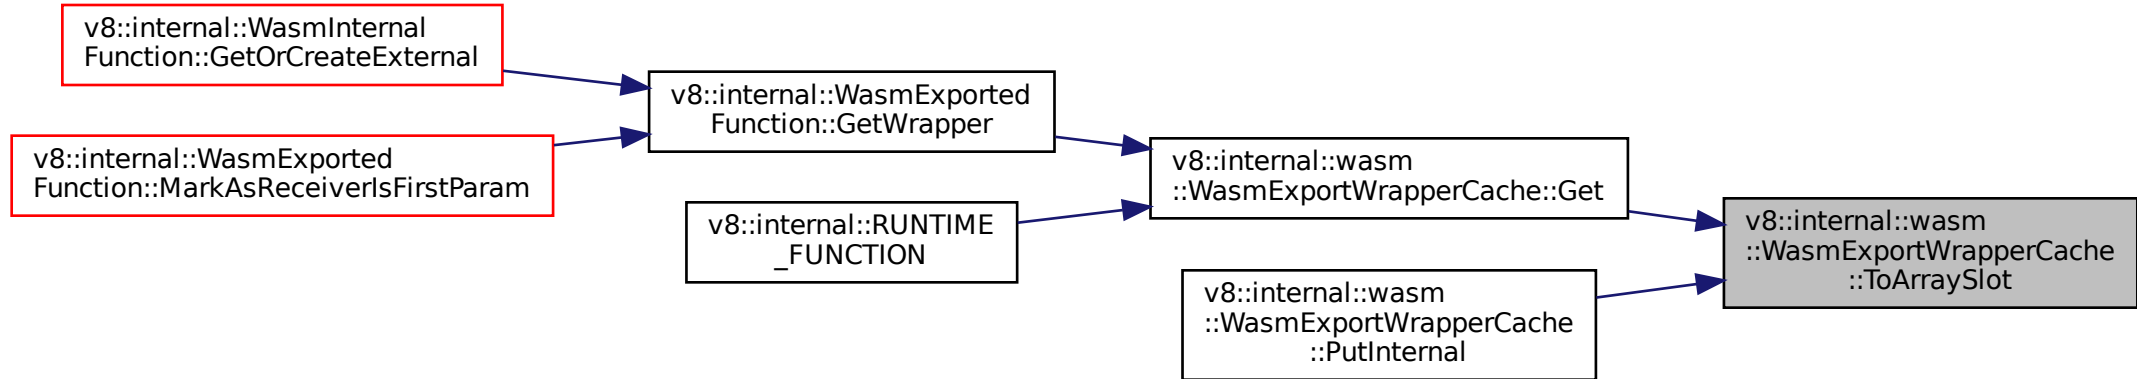 v8::internal::WasmInternal
Function::GetOrCreateExternal
v8::internal::WasmExported
Function::MarkAsReceiverIsFirstParam
v8::internal::WasmExported
Function::GetWrapper
v8::internal::RUNTIME
_FUNCTION
v8::internal::wasm
::WasmExportWrapperCache::Get
v8::internal::wasm
::WasmExportWrapperCache
::PutInternal
v8::internal::wasm
::WasmExportWrapperCache
::ToArraySlot